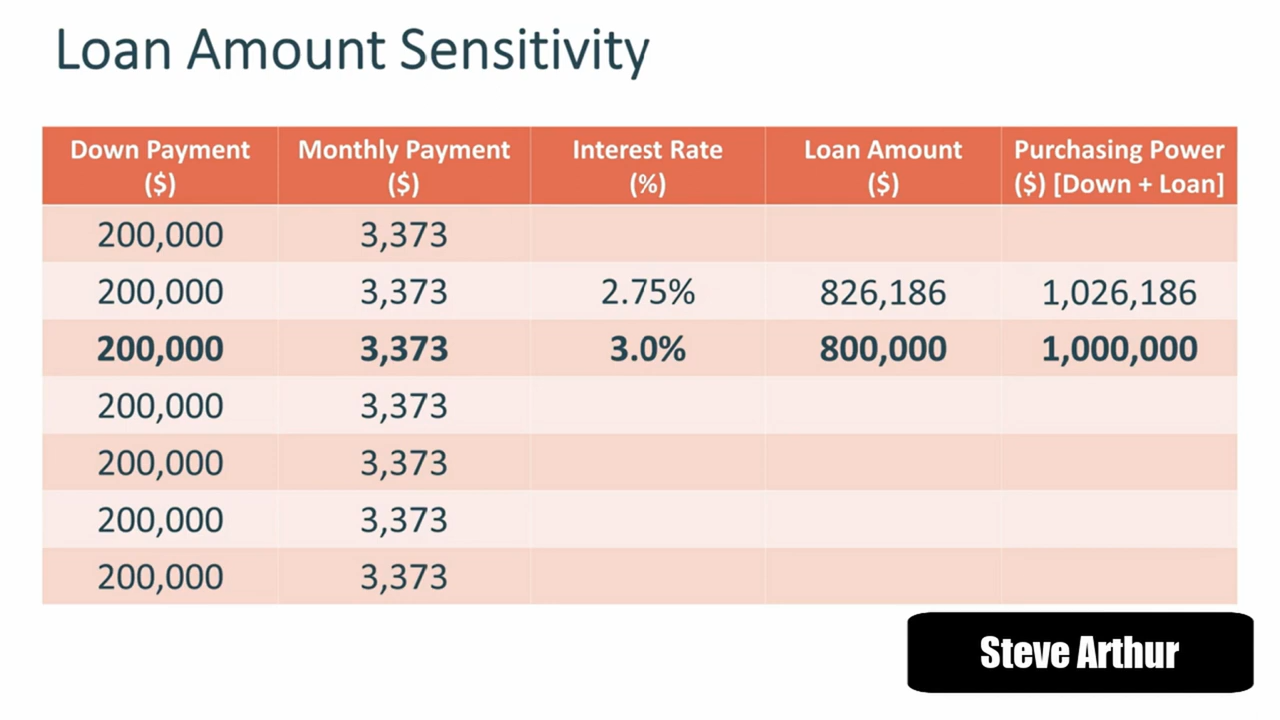 Loan Amount Sensitivity
Down Payment Monthly Payment Interest Rate Loan Amount Purchasing Power
($) ($) (%) ($) ($) [Down + Loan]
200,000 3,373
200,000 3,373 2.75% 826,186 1,026,186
200,000 3,373 3.0% 800,000 1,000,000
200,000 3,373
200,000 3,373
200,000 3,373
200,000 3,373
Steve Arthur